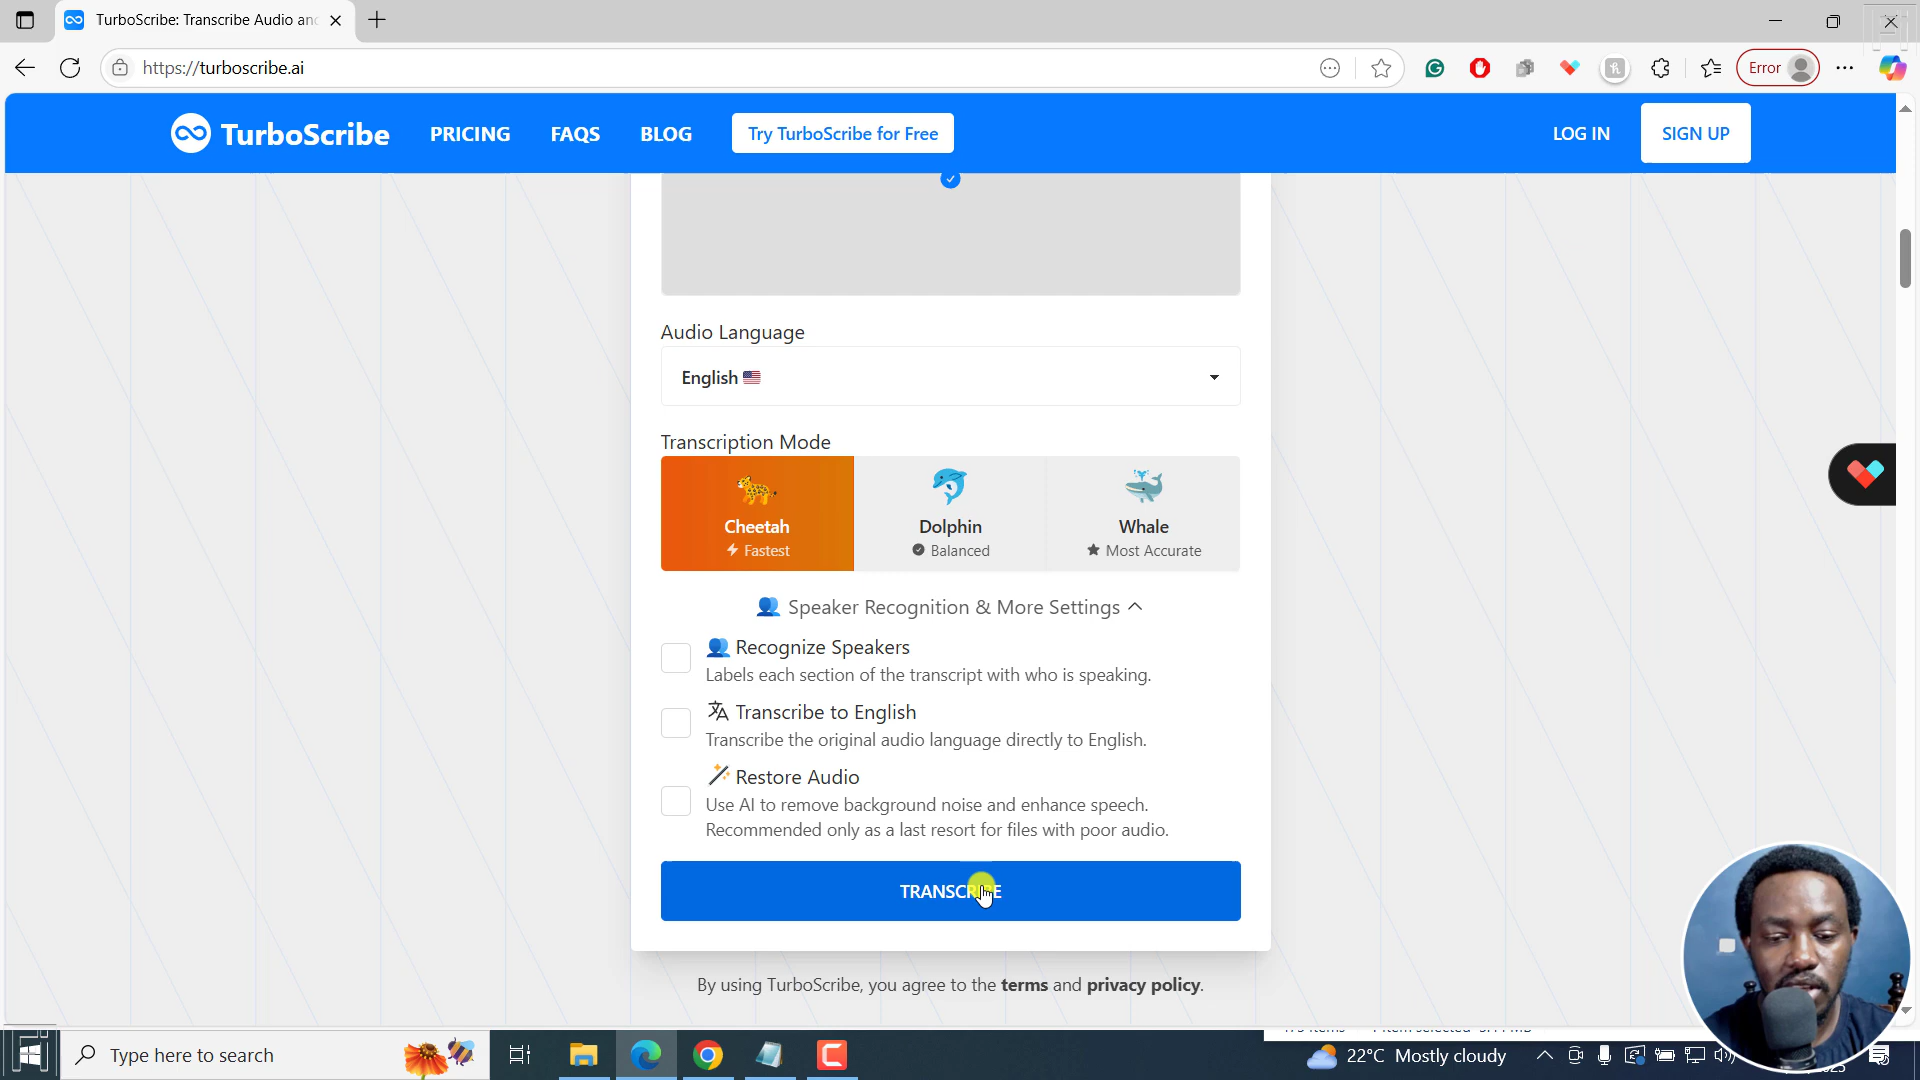 TurboScribe: Transcribe Audio an
https://turboscribe.ai
Error
TurboScribe
PRICING
FAQS
BLOG
Try TurboScribe for Free
LOG IN
SIGN UP
Audio Language
English
Transcription Mode
Cheetah
Fastest
Dolphin
Balanced
Whale
Most Accurate
Speaker Recognition & More Settings
Recognize Speakers
Labels each section of the transcript with who is speaking.
Transcribe to English
Transcribe the original audio language directly to English.
Restore Audio
Use AI to remove background noise and enhance speech.
Recommended only as a last resort for files with poor audio.
TRANSCRIBE
By using TurboScribe, you agree to the terms and privacy policy.
Type here to search
22°C Mostly cloudy